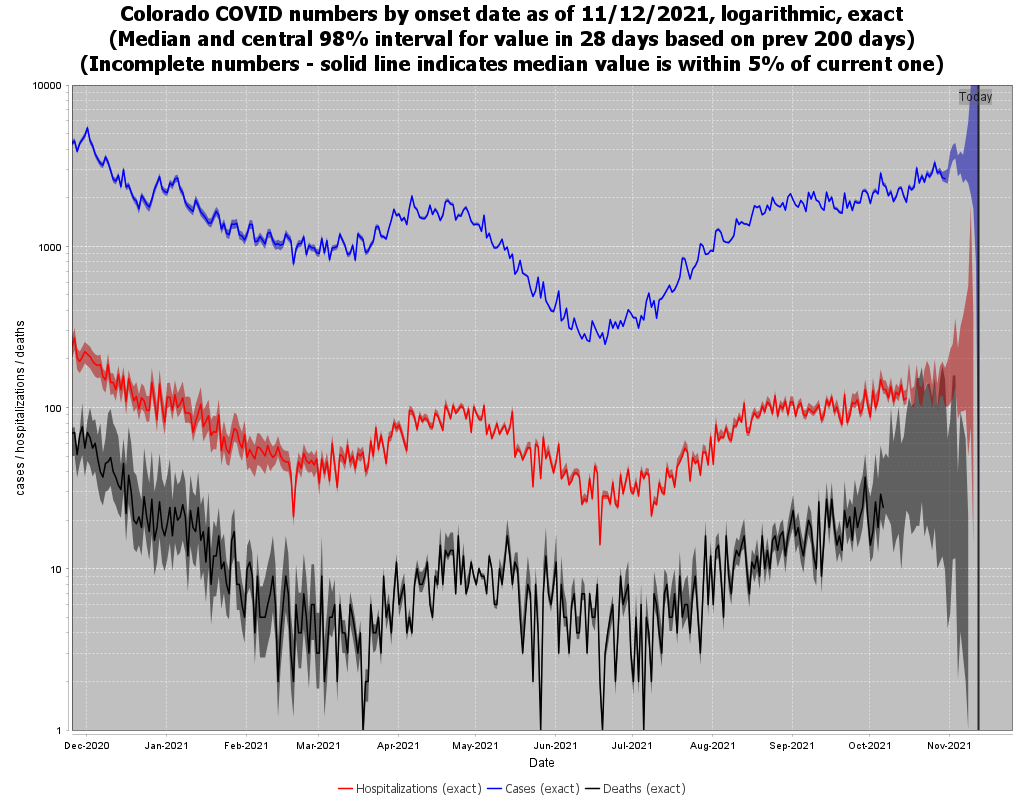 Colorado COVID numbers by onset date as of 11/12/2021, logarithmic, exact
(Median and central 98% interval for value in 28 days based on prev 200 days)
(Incomplete numbers - solid line indicates median value is within 5% of current one)
Today
10000
1000
100
10
1
cases / hospitalizations / deaths
Dec-2020 Jan-2021 Feb-2021 Mar-2021 Apr-2021 May-2021 Jun-2021 Jul-2021 Aug-2021 Sep-2021 Oct-2021 Nov-2021
Date
Hospitalizations (exact) Cases (exact) Deaths (exact)